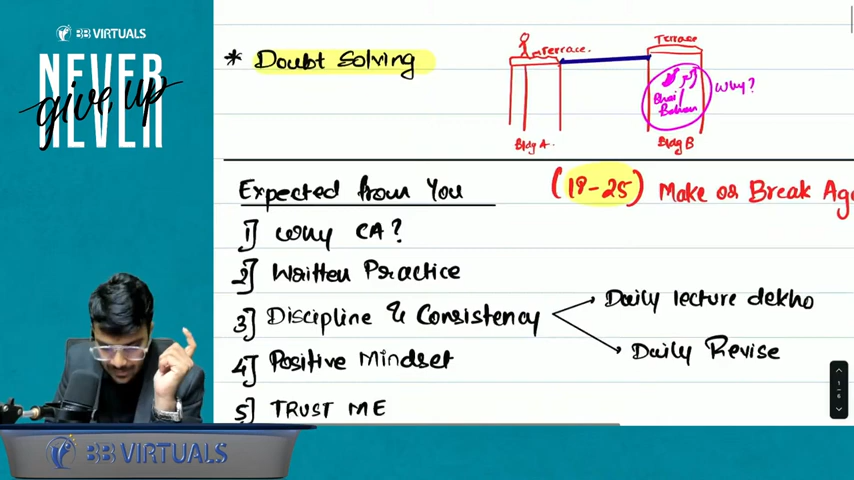 BB VIRTUALS
NEVER
give up
NEVER
* Doubt Solving
Terrace.
Terrace
Bhai/
Bahan
Why?
Bldg A.
Bldg B
Expected from You
(18-25) Make or Break Age
1] Why CA?
2] Written Practice
3] Discipline & Consistency
Daily lecture dekho
Daily Revise
4] Positive Mindset
5] TRUST ME
BB VIRTUALS